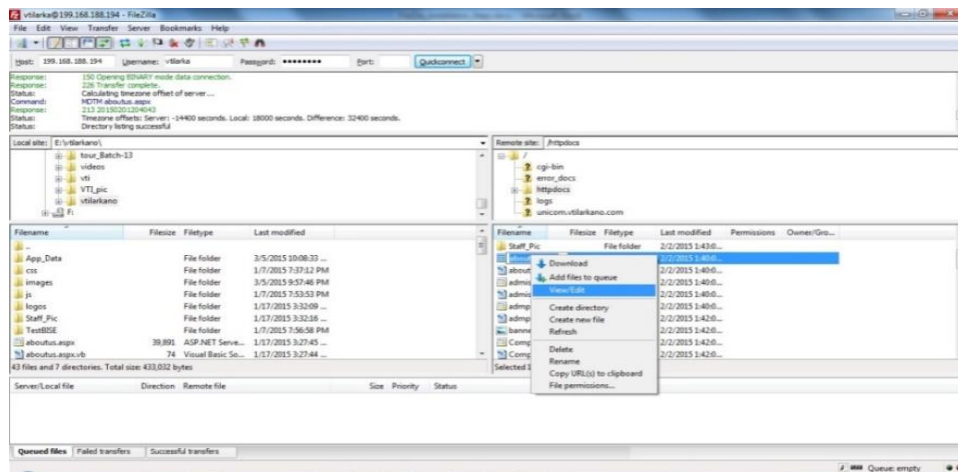 vtilarka@199.168.188.194 - FileZilla
File Edit View Transfer Server Bookmarks Help
Host: 199.168.188.194 Username: vtilarka Password: •••••••• Port: Quickconnect
Response: 150 Opening BINARY mode data connection.
Response: 226 Transfer complete.
Status: Calculating timezone offset of server...
Command: MDTM aboutus.aspx
Response: 213 20150201204043
Status: Timezone offsets: Server: -14400 seconds. Local: 18000 seconds. Difference: 32400 seconds.
Status: Directory listing successful
Local site: E:\vtilarkano\
tour_Batch-13
videos
vti
VTI_pic
vtilarkano
F:
Remote site: /httpdocs
/
cgi-bin
error_docs
httpdocs
logs
unicom.vtilarkano.com
Filename Filesize Filetype Last modified
..
App_Data File folder 3/5/2015 10:08:33 ...
css File folder 1/7/2015 7:37:12 PM
images File folder 3/5/2015 9:57:46 PM
js File folder 1/7/2015 7:53:53 PM
logos File folder 1/17/2015 3:32:09 ...
Staff_Pic File folder 1/17/2015 3:32:16 ...
TestBISE File folder 1/7/2015 7:56:58 PM
aboutus.aspx 39,891 ASP.NET Serve... 1/17/2015 3:27:45 ...
aboutus.aspx.vb 74 Visual Basic So... 1/17/2015 3:27:44 ...
43 files and 7 directories. Total size: 433,032 bytes
Filename Filesize Filetype Last modified Permissions Owner/Gro...
Staff_Pic File folder 2/2/2015 1:43:0...
about 2/2/2015 1:40:0...
about 2/2/2015 1:40:0...
admis 2/2/2015 1:40:0...
admis 2/2/2015 1:40:0...
admp 2/2/2015 1:40:0...
admp 2/2/2015 1:42:0...
banne 2/2/2015 1:40:0...
Comp 2/2/2015 1:42:0...
Comp 2/2/2015 1:42:0...
Selected 1
Download
Add files to queue
View/Edit
Create directory
Create new file
Refresh
Delete
Rename
Copy URL(s) to clipboard
File permissions...
Server/Local file Direction Remote file Size Priority Status
Queued files Failed transfers Successful transfers
Queue: empty